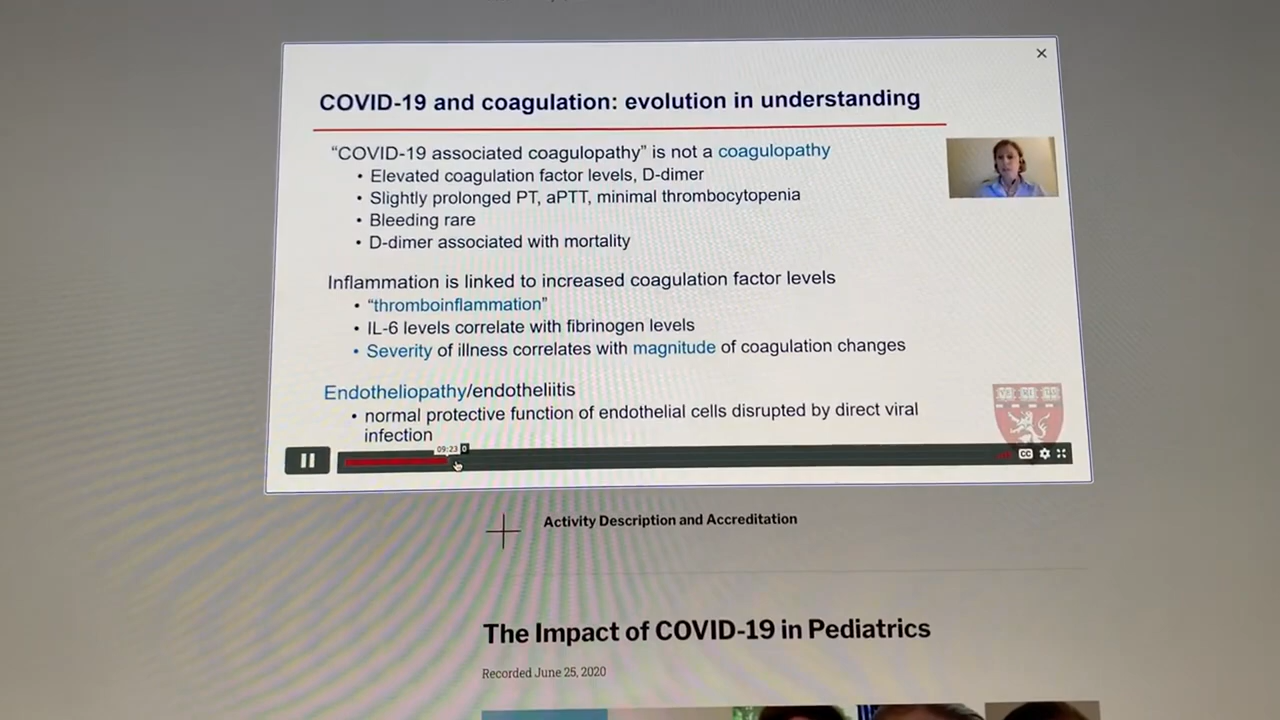 COVID-19 and coagulation: evolution in understanding
“COVID-19 associated coagulopathy” is not a coagulopathy
• Elevated coagulation factor levels, D-dimer
• Slightly prolonged PT, aPTT, minimal thrombocytopenia
• Bleeding rare
• D-dimer associated with mortality
Inflammation is linked to increased coagulation factor levels
• “thromboinflammation”
• IL-6 levels correlate with fibrinogen levels
• Severity of illness correlates with magnitude of coagulation changes
Endotheliopathy/endotheliitis
• normal protective function of endothelial cells disrupted by direct viral
infection
09:23
CC
Activity Description and Accreditation
The Impact of COVID-19 in Pediatrics
Recorded June 25, 2020